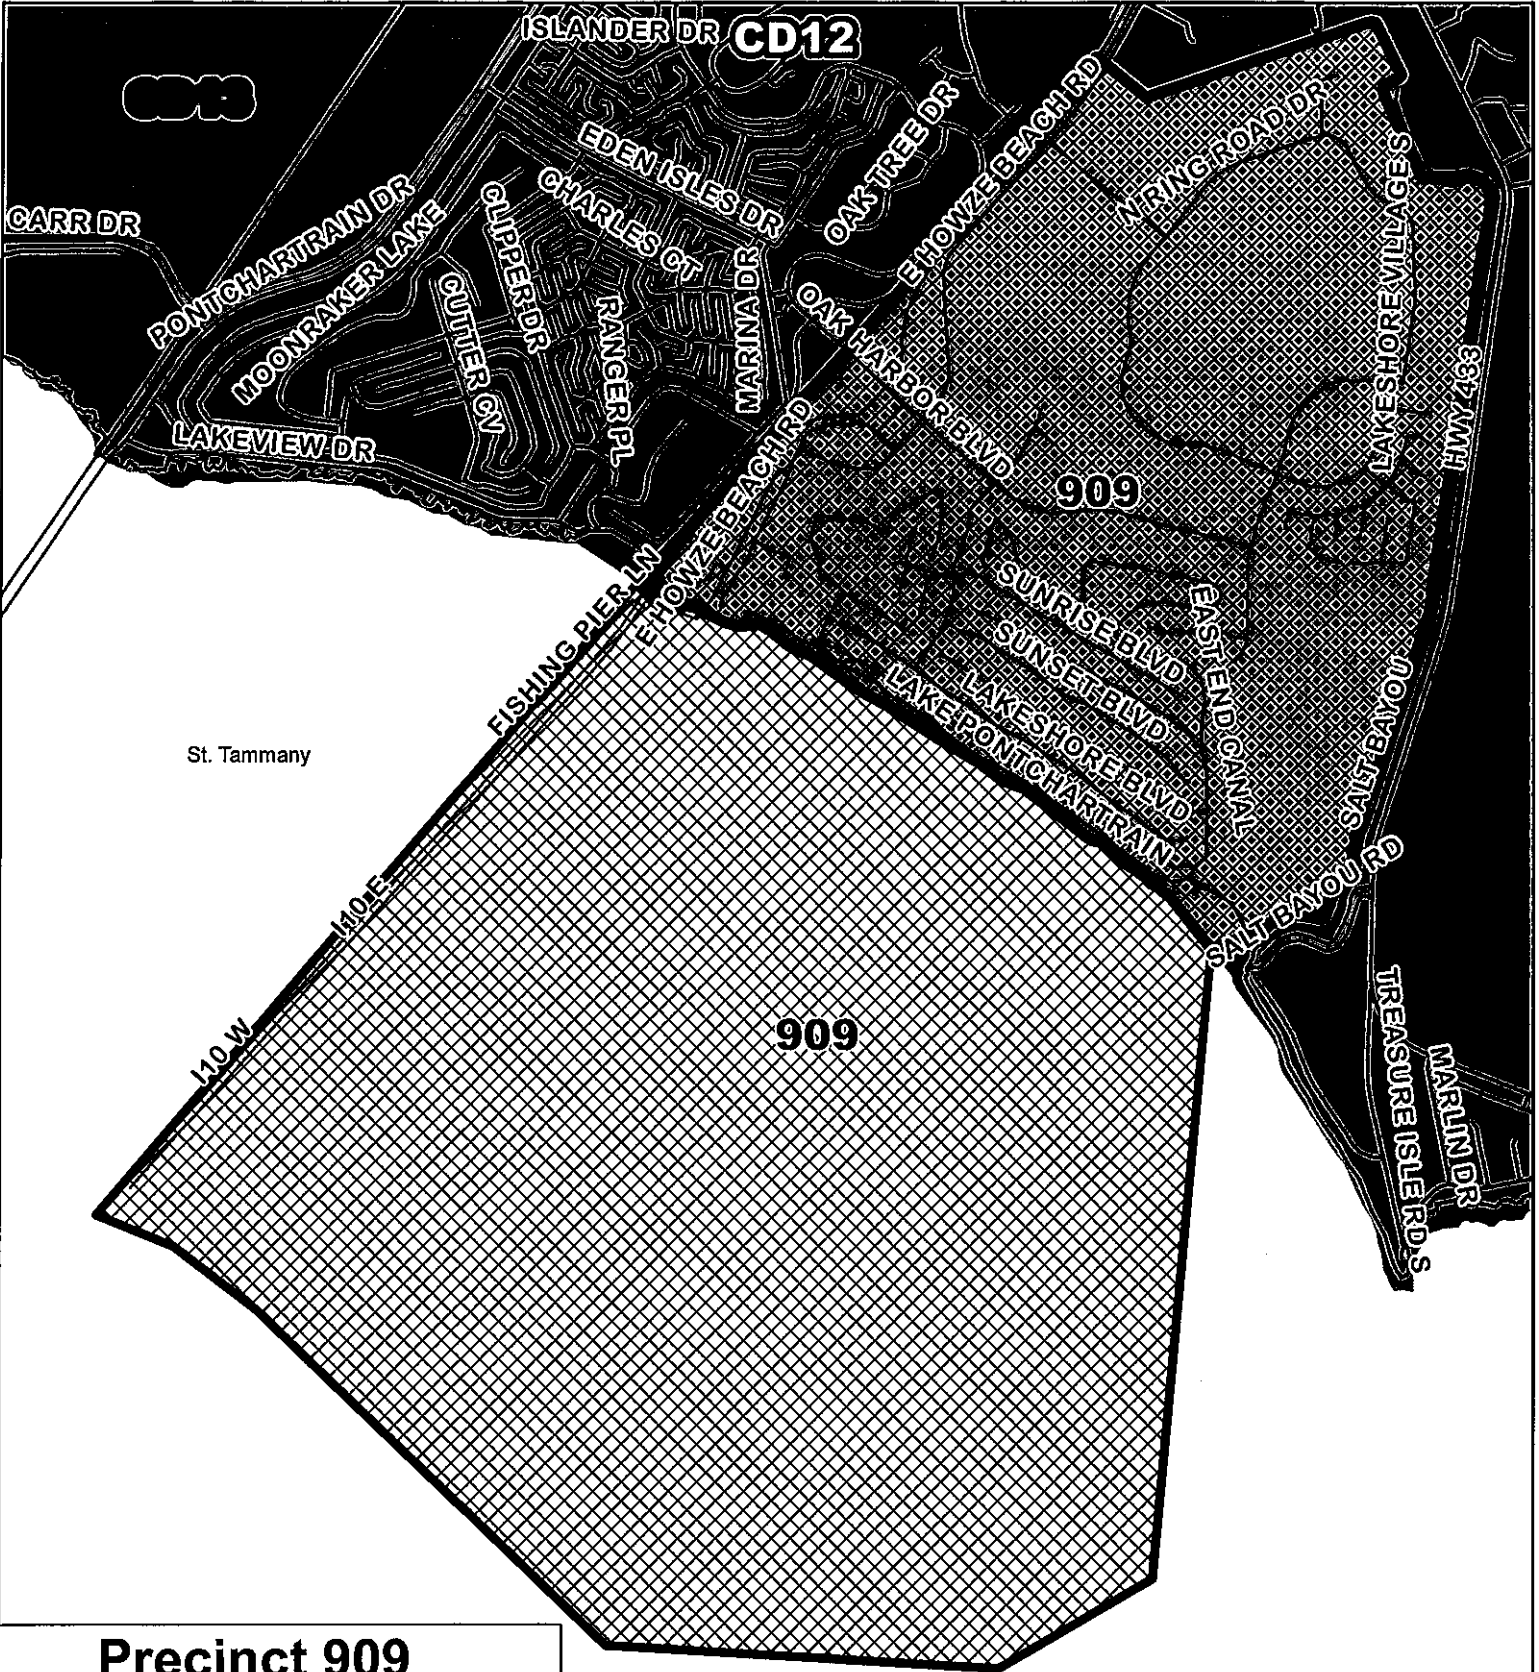 ISLANDER DR
CD12
CARR DR
PONTCHARTRAIN DR
MOONRAKER LAKE
EDEN ISLES DR
CHARLES CT
CLIPPER DR
CUTTER CV
RANGER PL
MARINA DR
OAK TREE DR
E HOWZE BEACH RD
N RING ROAD DR
LAKESHORE VILLAGE S
OAK HARBOR BLVD
HWY 433
LAKEVIEW DR
E HOWZE BEACH RD
909
FISHING PIER LN
SUNRISE BLVD
SUNSET BLVD
EAST END CANAL
LAKESHORE BLVD
LAKE PONTCHARTRAIN
SALT BAYOU
St. Tammany
SALT BAYOU RD
I10 E
I10 W
909
TREASURE ISLE RD S
MARLIN DR
Precinct 909